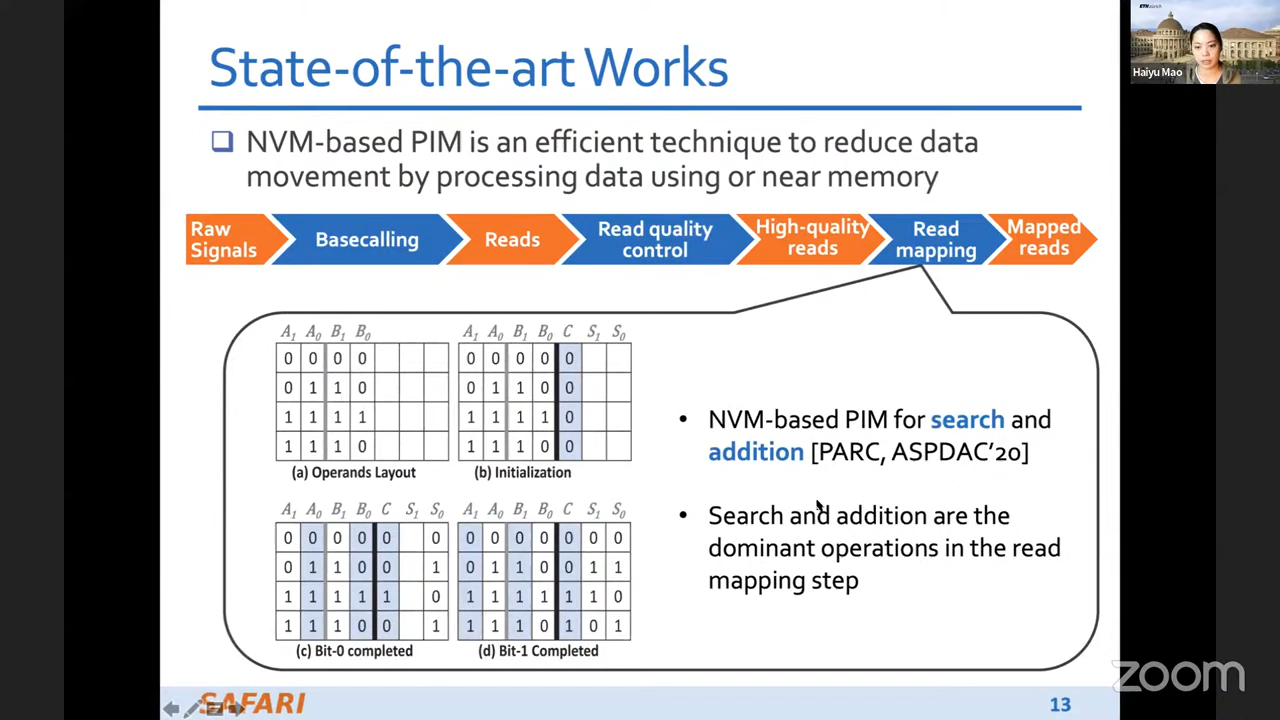 ETH zürich
Haiyu Mao
State-of-the-art Works
NVM-based PIM is an efficient technique to reduce data
movement by processing data using or near memory
Raw
Signals
Basecalling
Reads
Read quality
control
High-quality
reads
Read
mapping
Mapped
reads
A1 A0 B1 B0
0 0 0 0
0 1 1 0
1 1 1 1
1 1 1 0
(a) Operands Layout
A1 A0 B1 B0 C S1 S0
0 0 0 0 0
0 1 1 0 0
1 1 1 1 0
1 1 1 0 0
(b) Initialization
A1 A0 B1 B0 C S1 S0
0 0 0 0 0 0
0 1 1 0 0 1
1 1 1 1 1 0
1 1 1 0 0 1
(c) Bit-0 completed
A1 A0 B1 B0 C S1 S0
0 0 0 0 0 0 0
0 1 1 0 0 1 1
1 1 1 1 1 1 0
1 1 1 0 1 0 1
(d) Bit-1 Completed
• NVM-based PIM for search and
addition [PARC, ASPDAC’20]
• Search and addition are the
dominant operations in the read
mapping step
SAFARI
13
zoom